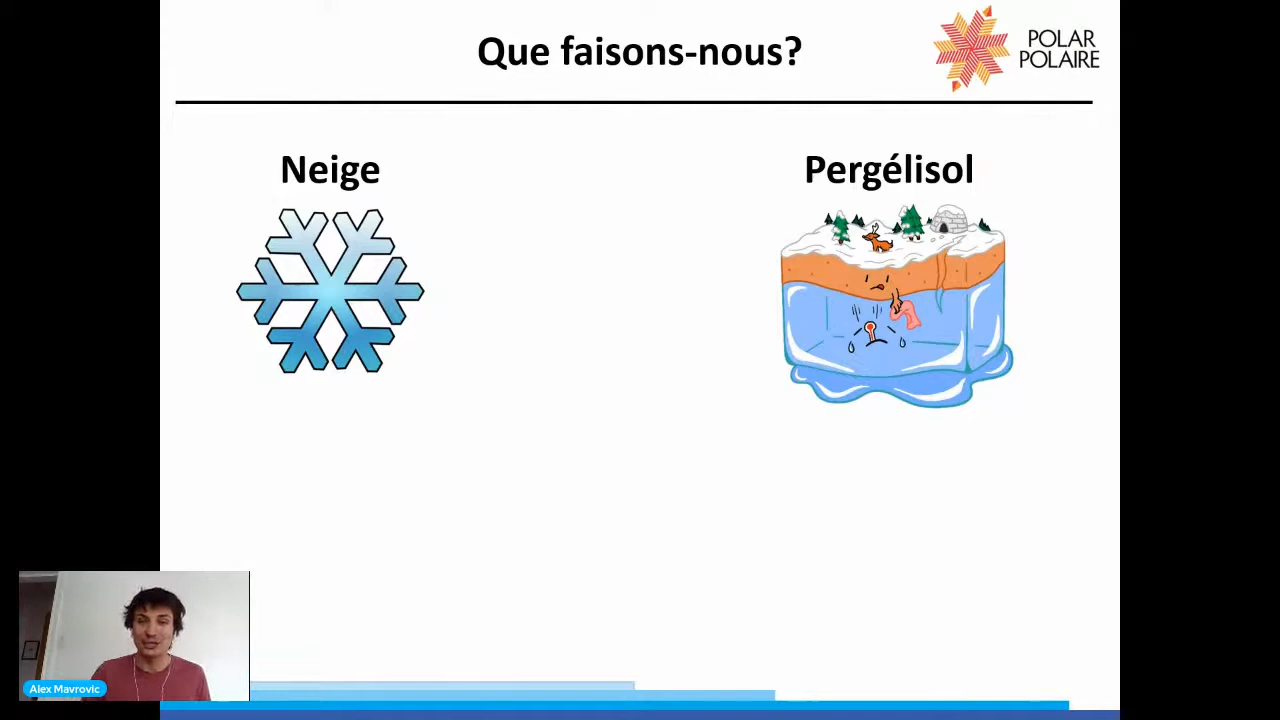 Que faisons-nous?
POLAR
POLAIRE
Neige
Pergélisol
Alex Mavrovic